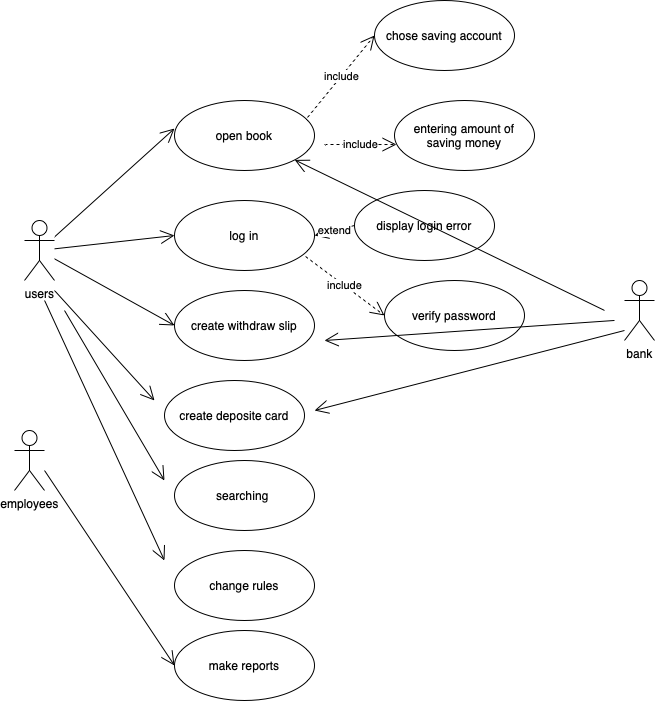 chose saving account
include
open book
include
entering amount of
saving money
log in
extend
display login error
include
users
create withdraw slip
verify password
bank
create deposite card
employees
searching
change rules
make reports